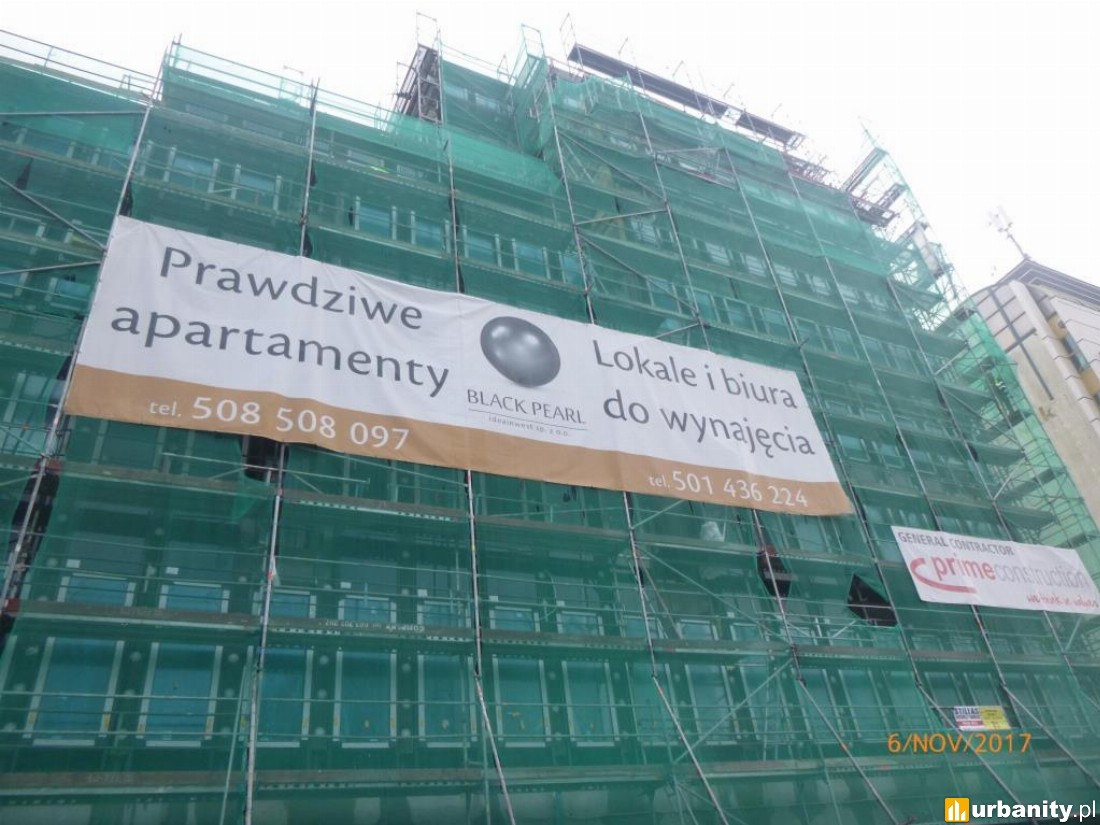 Prawdziwe
apartamenty
tel. 508 508 097
BLACK PEARL
Lokale i biura
do wynajęcia
tel. 501 436 224
GENERAL CONTRACTOR
primeconstruction
6/NOV/2017
urbanity.pl